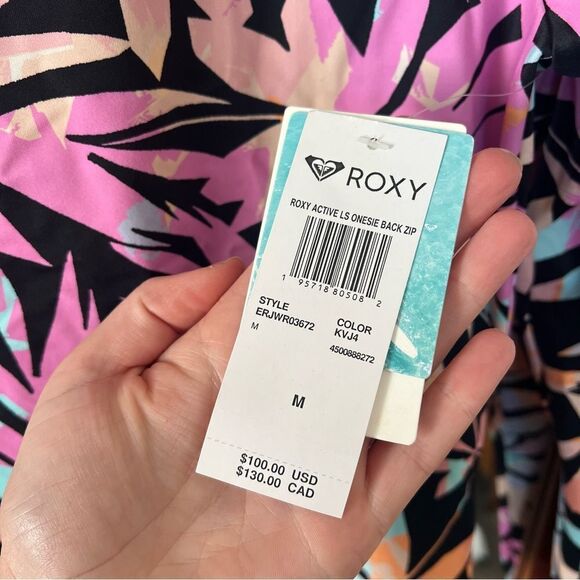 ROXY
ROXY ACTIVE LS ONESIE BACK ZIP
1 95718 80508 2
STYLE COLOR
ERJWR03672 KVJ4
M 4500888272
M
$100.00 USD
$130.00 CAD